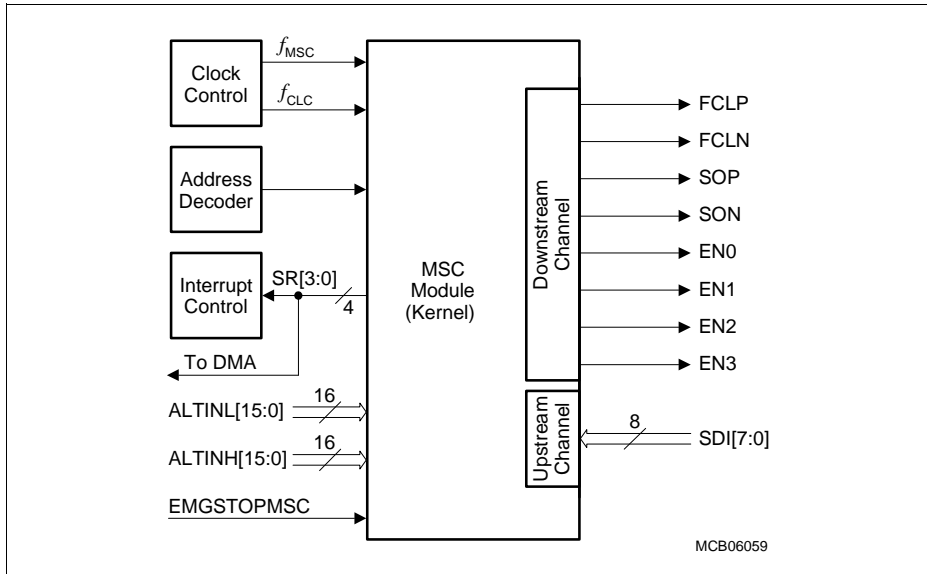 Clock
Control
fMSC
fCLC
Address
Decoder
Interrupt
Control
SR[3:0]
4
To DMA
ALTINL[15:0]
16
ALTINH[15:0]
16
EMGSTOPMSC
MSC
Module
(Kernel)
Downstream
Channel
Upstream
Channel
FCLP
FCLN
SOP
SON
EN0
EN1
EN2
EN3
8
SDI[7:0]
MCB06059